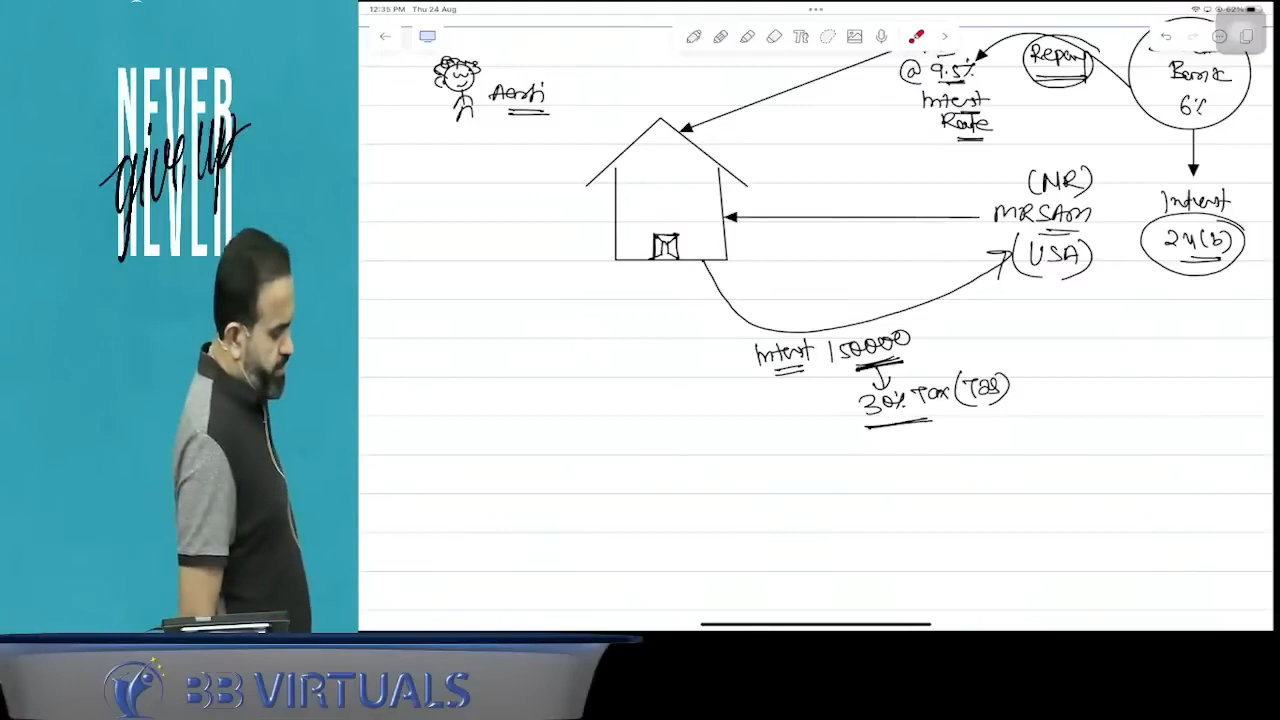 12:35 PM Thu 24 Aug
62%
NEVER
give up
NEVER
Aarti
@ 9.5%
Interest
Rate
Repay
Bank
6%
Interest
24(b)
(NR)
MR SAM
(USA)
Interest 150000
30% Tax (TDS)
BB VIRTUALS